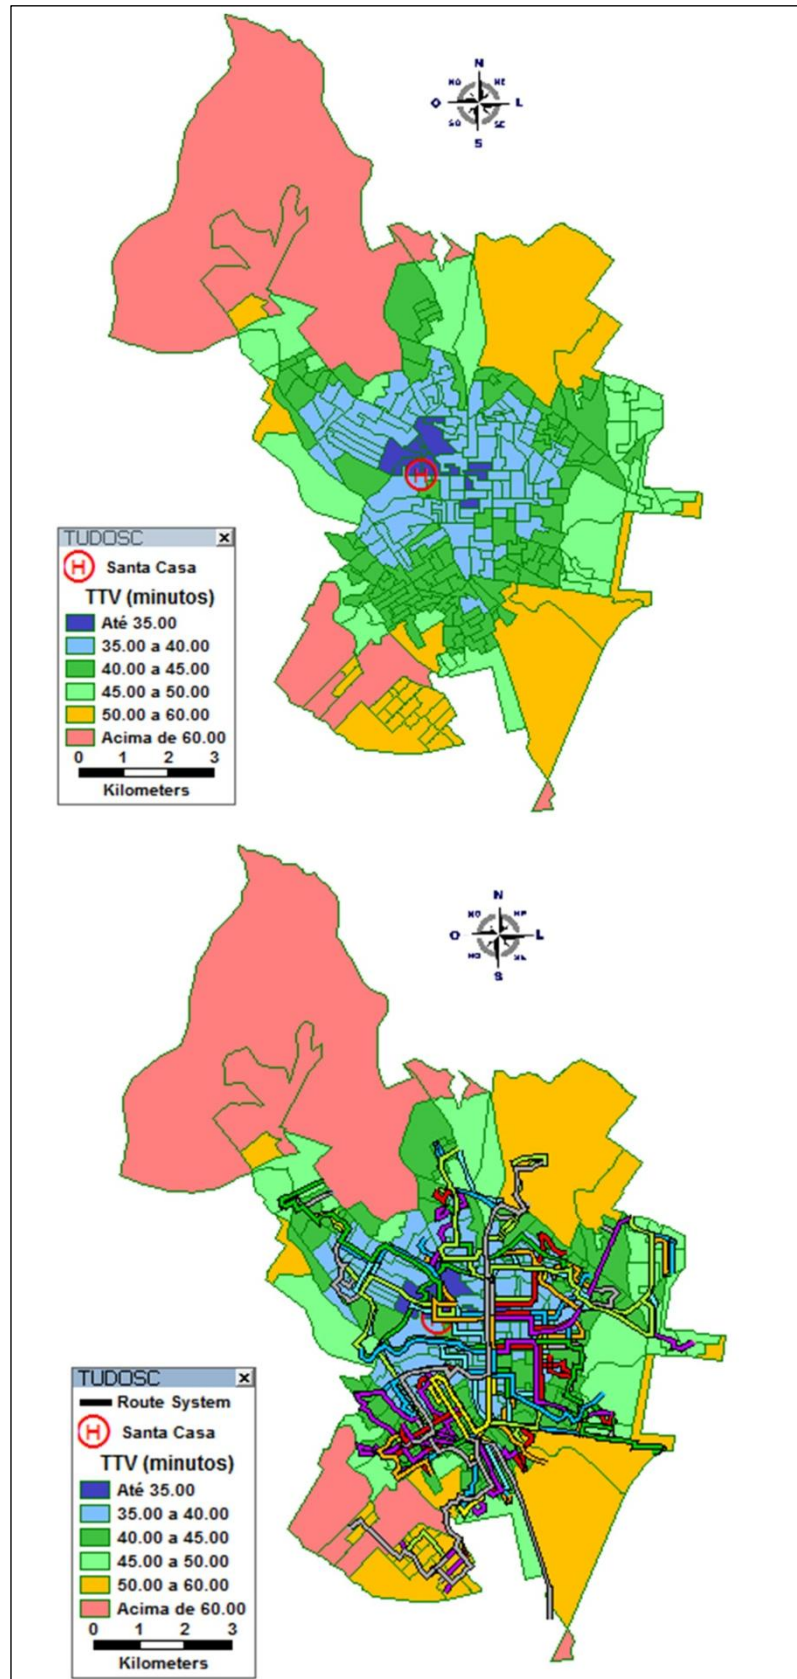 N
NO NE
O L
SO SE
S
H
TUDOSC x
H Santa Casa
TTV (minutos)
Até 35.00
35.00 a 40.00
40.00 a 45.00
45.00 a 50.00
50.00 a 60.00
Acima de 60.00
0 1 2 3
Kilometers
N
NO
O L
S
TUDOSC x
Route System
H Santa Casa
TTV (minutos)
Até 35.00
35.00 a 40.00
40.00 a 45.00
45.00 a 50.00
50.00 a 60.00
Acima de 60.00
0 1 2 3
Kilometers